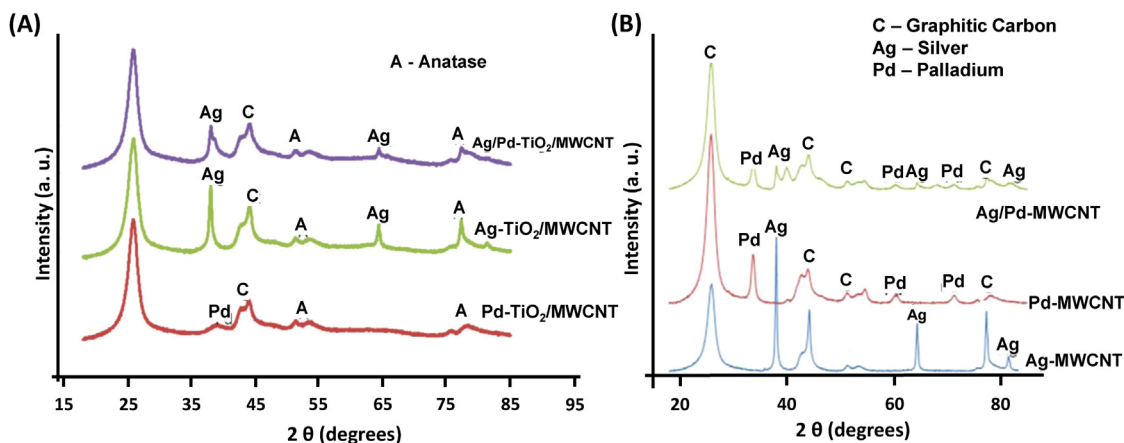 (A)
A - Anatase
Ag
C
A
Ag
A
Ag/Pd-TiO₂/MWCNT
Ag
C
A
Ag
A
Ag-TiO₂/MWCNT
Pd
C
A
A
Pd-TiO₂/MWCNT
Intensity (a. u.)
15 25 35 45 55 65 75 85 95
2 θ (degrees)
(B)
C – Graphitic Carbon
Ag – Silver
Pd – Palladium
C
Pd
Ag
C
C
Pd
Ag
Pd
C
Ag
Ag/Pd-MWCNT
Pd
Ag
C
C
Pd
Pd
C
Pd-MWCNT
Ag
Ag
Ag-MWCNT
Intensity (a. u.)
20 40 60 80
2 θ (degrees)